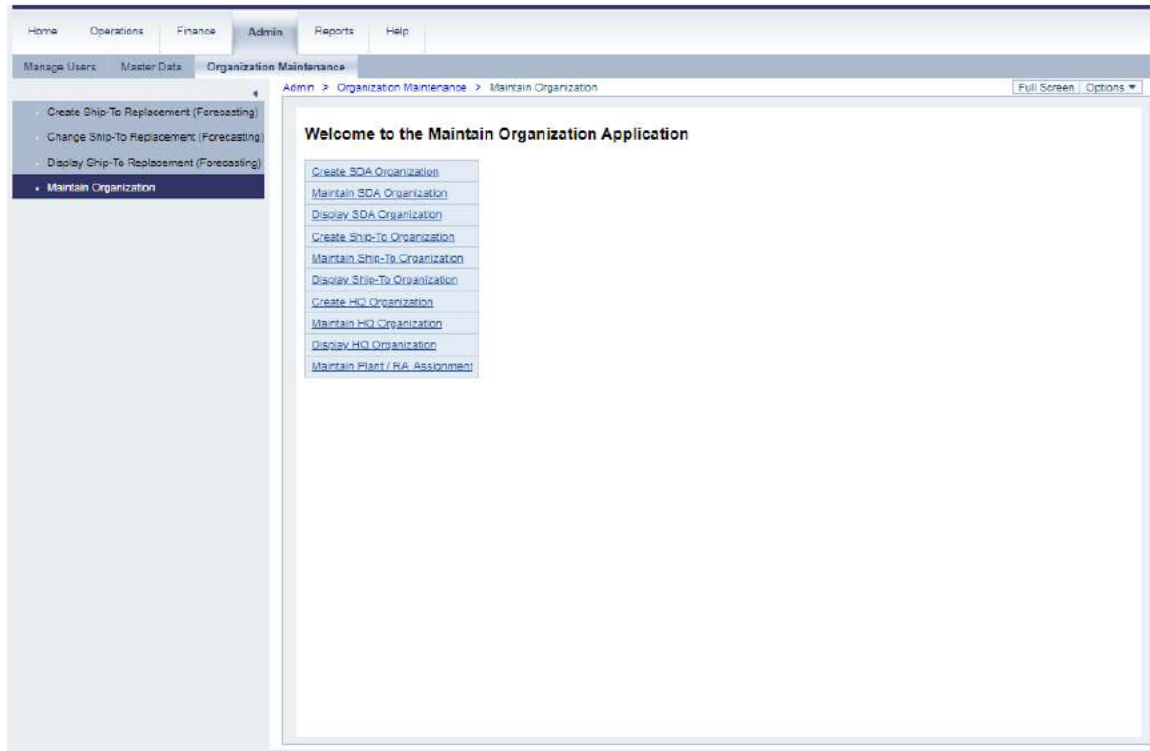 Home Operations Finance Admin Reports Help
Manage Users Master Data Organization Maintenance
Admin > Organization Maintenance > Maintain Organization Full Screen Options
Create Ship-To Replacement (Forecasting)
Change Ship-To Replacement (Forecasting)
Display Ship-To Replacement (Forecasting)
Maintain Organization
Welcome to the Maintain Organization Application
Create SDA Organization
Maintain SDA Organization
Display SDA Organization
Create Ship-To Organization
Maintain Ship-To Organization
Display Ship-To Organization
Create HQ Organization
Maintain HQ Organization
Display HQ Organization
Maintain Plant / RA Assignment